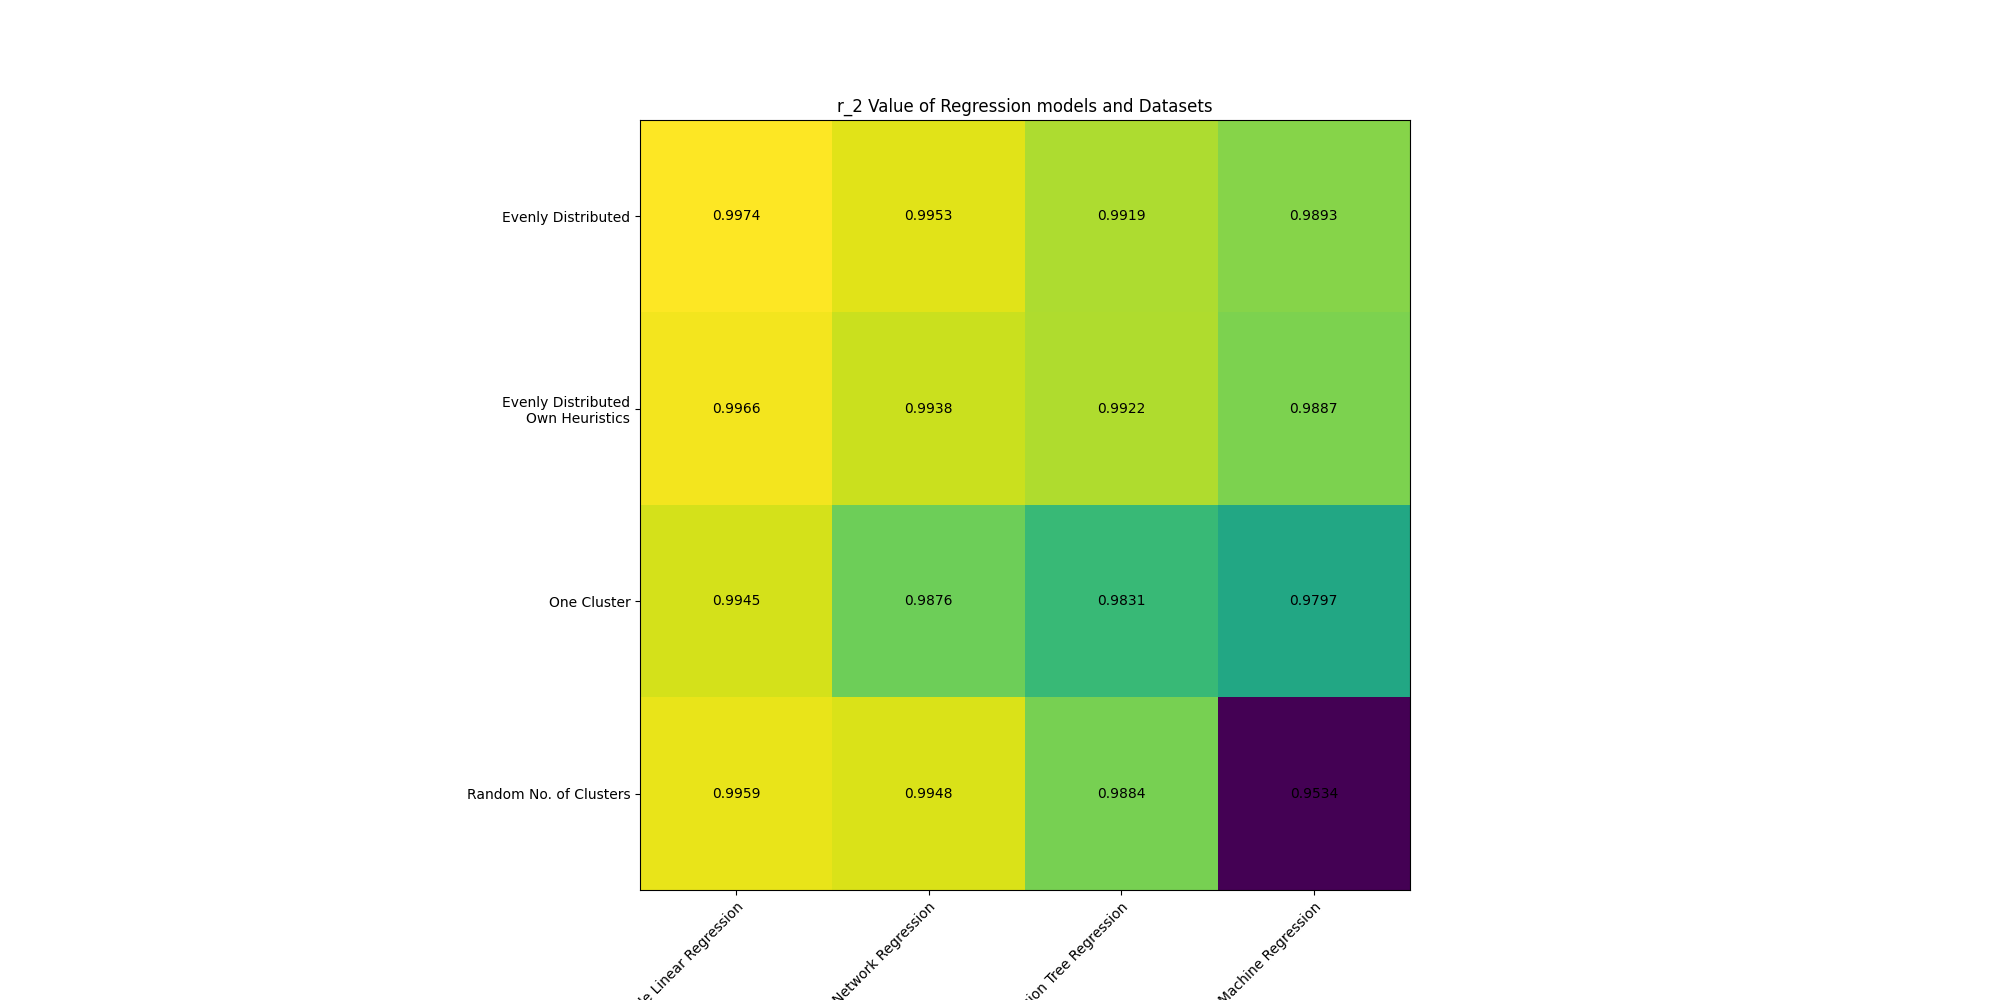 r_2 Value of Regression models and Datasets
Evenly Distributed
0.9974 0.9953 0.9919 0.9893
Evenly Distributed
Own Heuristics
0.9966 0.9938 0.9922 0.9887
One Cluster
0.9945 0.9876 0.9831 0.9797
Random No. of Clusters
0.9959 0.9948 0.9884 0.9534
Linear Regression
Network Regression
Tree Regression
Machine Regression